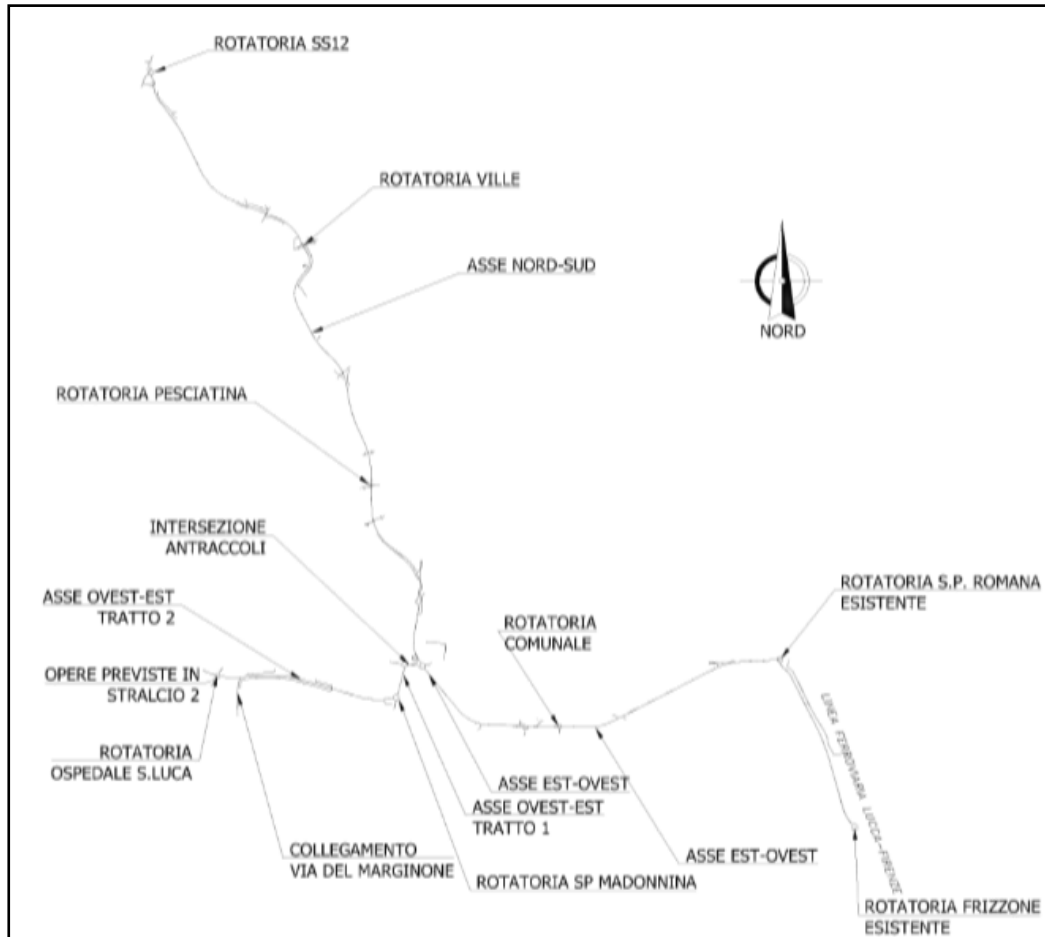 ROTATORIA SS12
ROTATORIA VILLE
ASSE NORD-SUD
NORD
ROTATORIA PESCIATINA
INTERSEZIONE
ANTRACCOLI
ASSE OVEST-EST
TRATTO 2
OPERE PREVISTE IN
STRALCIO 2
ROTATORIA
OSPEDALE S.LUCA
COLLEGAMENTO
VIA DEL MARGINONE
ROTATORIA
COMUNALE
ASSE EST-OVEST
ASSE OVEST-EST
TRATTO 1
ROTATORIA SP MADONNINA
ASSE EST-OVEST
ROTATORIA S.P. ROMANA
ESISTENTE
LINEA FERROVIARIA LUCCA-FIRENZE
ROTATORIA FRIZZONE
ESISTENTE